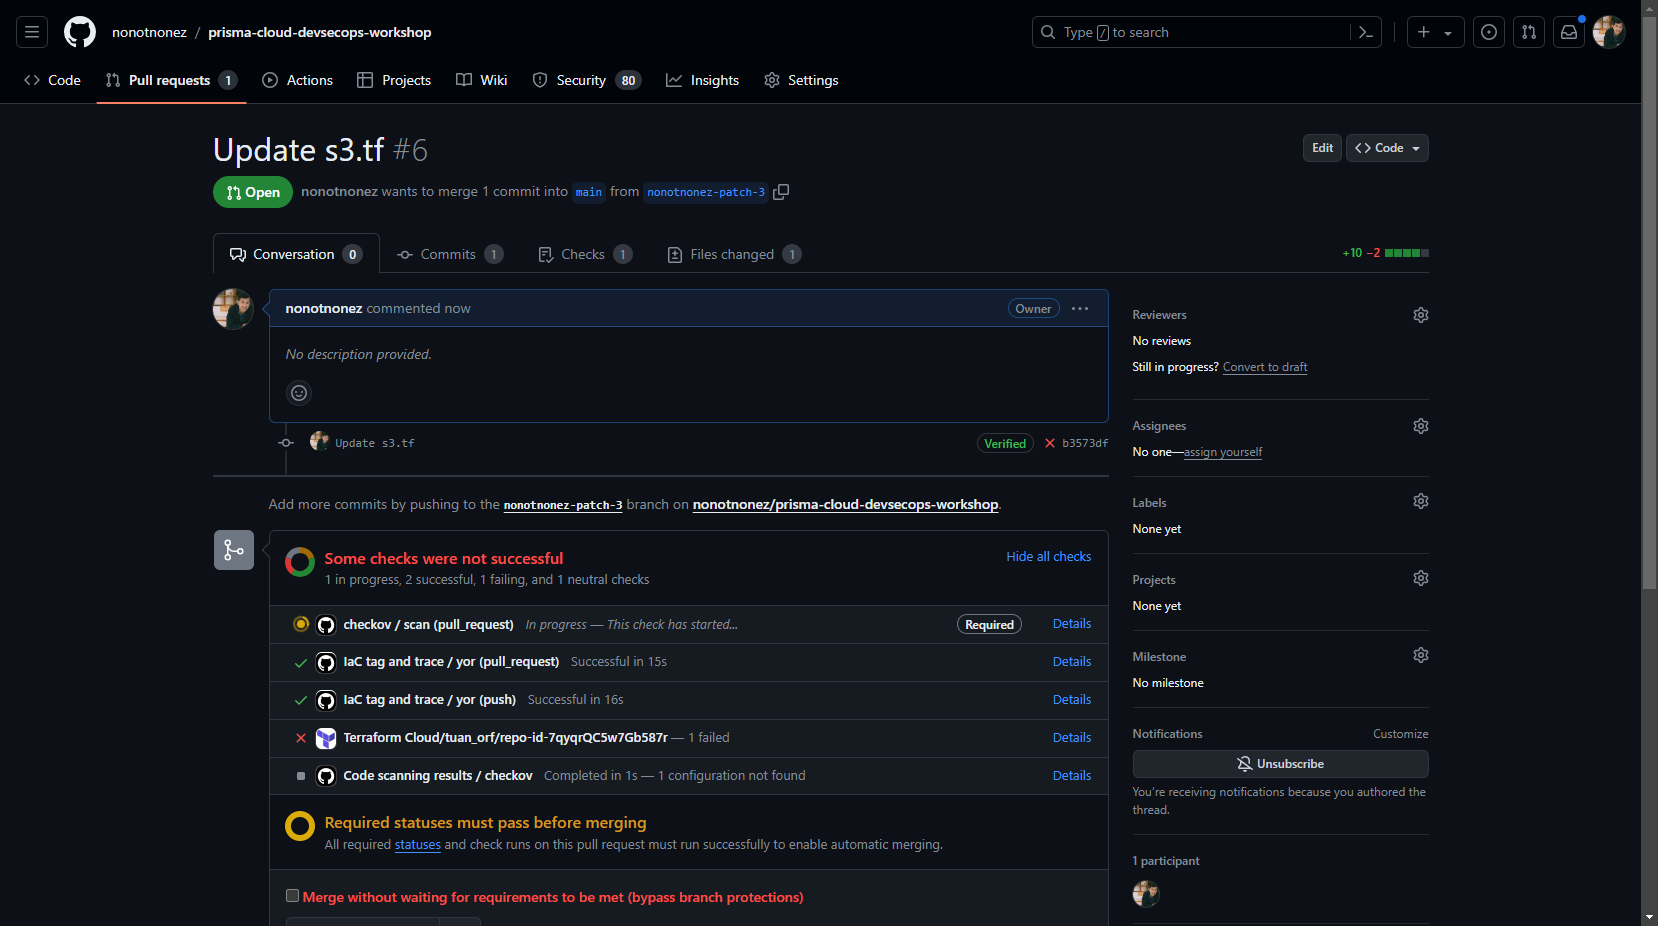 nonotnonez / prisma-cloud-devsecops-workshop
Type / to search
Code
Pull requests 1
Actions
Projects
Wiki
Security 80
Insights
Settings
Update s3.tf #6
Edit
<> Code
Open
nonotnonez wants to merge 1 commit into main from nonotnonez-patch-3
Conversation 0
Commits 1
Checks 1
Files changed 1
+10 −2
nonotnonez commented now
Owner
No description provided.
Update s3.tf
Verified
b3573df
Add more commits by pushing to the nonotnonez-patch-3 branch on nonotnonez/prisma-cloud-devsecops-workshop.
Some checks were not successful
Hide all checks
1 in progress, 2 successful, 1 failing, and 1 neutral checks
checkov / scan (pull_request) In progress — This check has started...
Required
Details
IaC tag and trace / yor (pull_request) Successful in 15s
Details
IaC tag and trace / yor (push) Successful in 16s
Details
Terraform Cloud/tuan_orf/repo-id-7qyqrQC5w7Gb587r — 1 failed
Details
Code scanning results / checkov Completed in 1s — 1 configuration not found
Details
Required statuses must pass before merging
All required statuses and check runs on this pull request must run successfully to enable automatic merging.
Merge without waiting for requirements to be met (bypass branch protections)
Reviewers
No reviews
Still in progress? Convert to draft
Assignees
No one—assign yourself
Labels
None yet
Projects
None yet
Milestone
No milestone
Notifications
Customize
Unsubscribe
You're receiving notifications because you authored the
thread.
1 participant